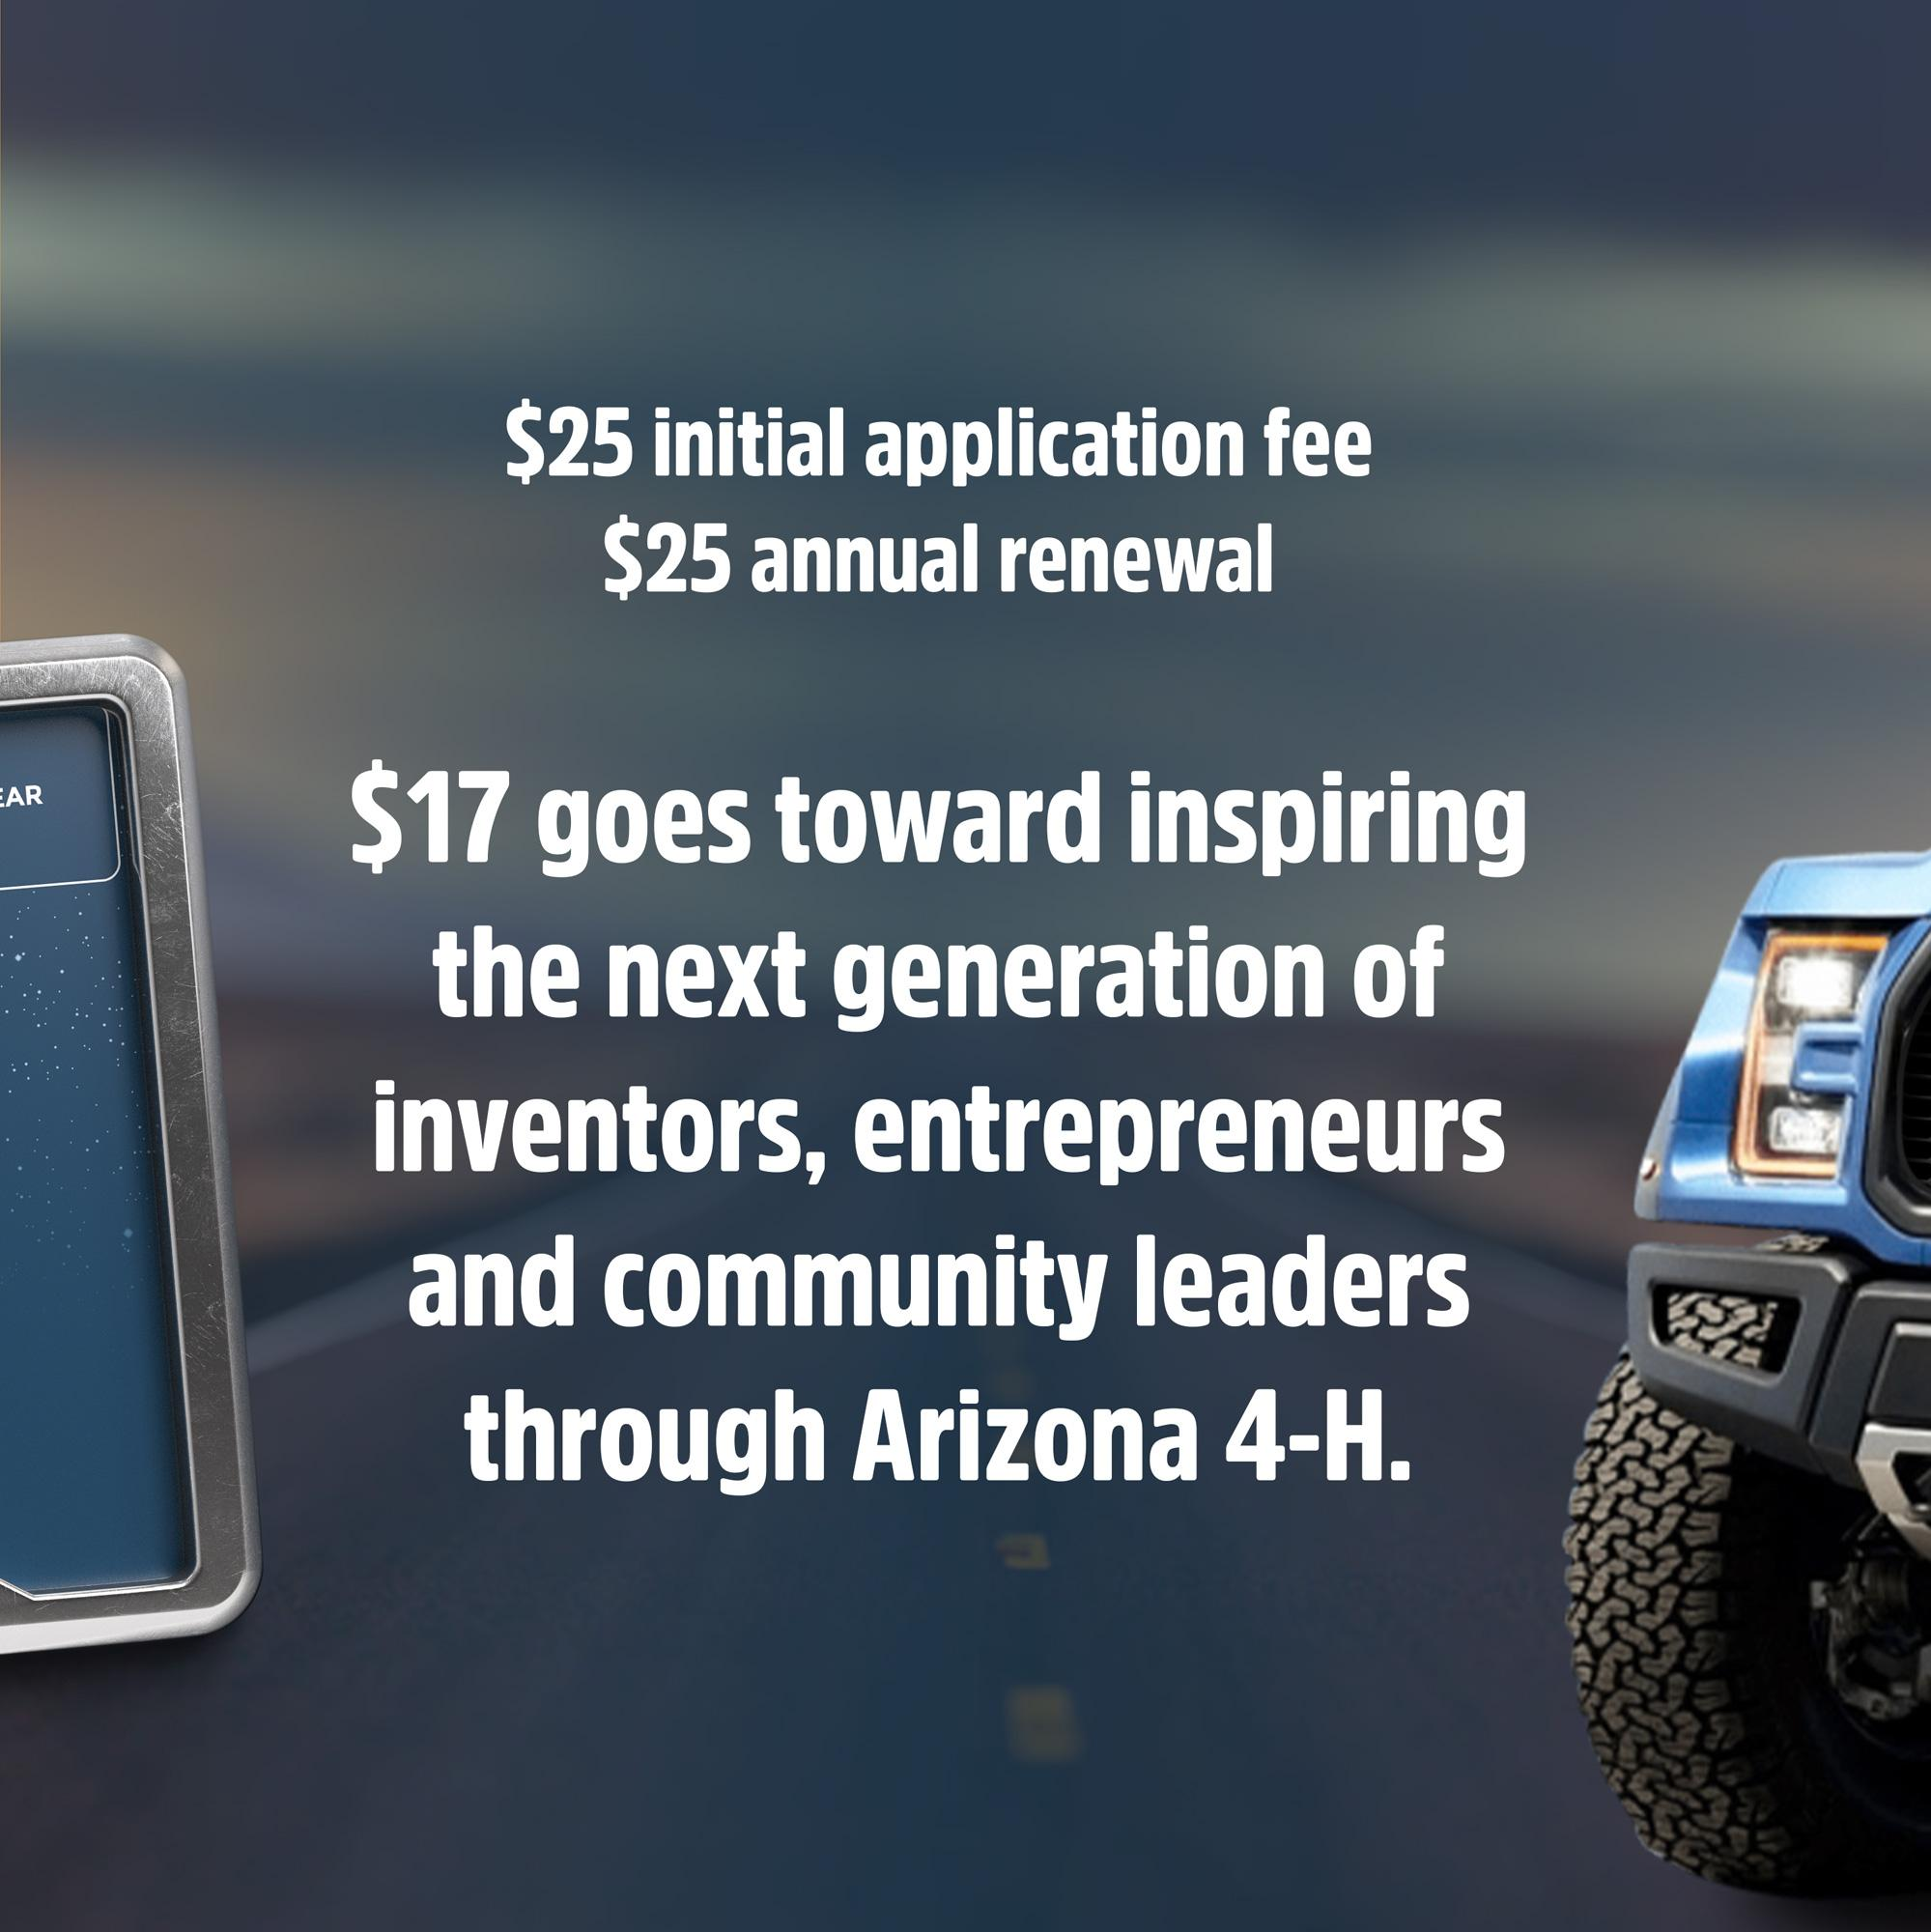 $25 initial application fee
$25 annual renewal
EAR
$17 goes toward inspiring
the next generation of
inventors, entrepreneurs
and community leaders
through Arizona 4-H.